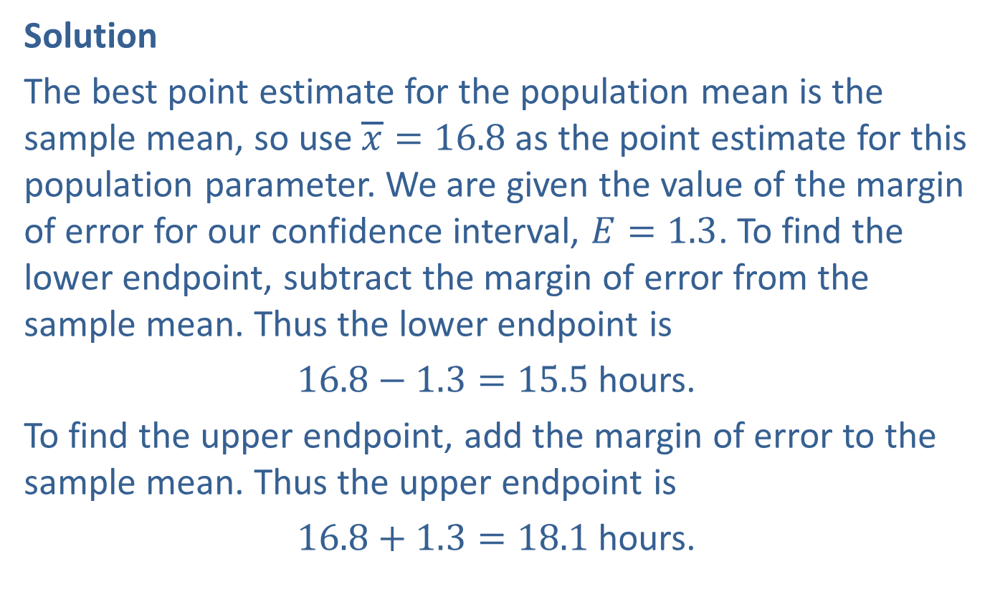 Solution
The best point estimate for the population mean is the
sample mean, so use x̅ = 16.8 as the point estimate for this
population parameter. We are given the value of the margin
of error for our confidence interval, E = 1.3. To find the
lower endpoint, subtract the margin of error from the
sample mean. Thus the lower endpoint is
16.8 − 1.3 = 15.5 hours.
To find the upper endpoint, add the margin of error to the
sample mean. Thus the upper endpoint is
16.8 + 1.3 = 18.1 hours.